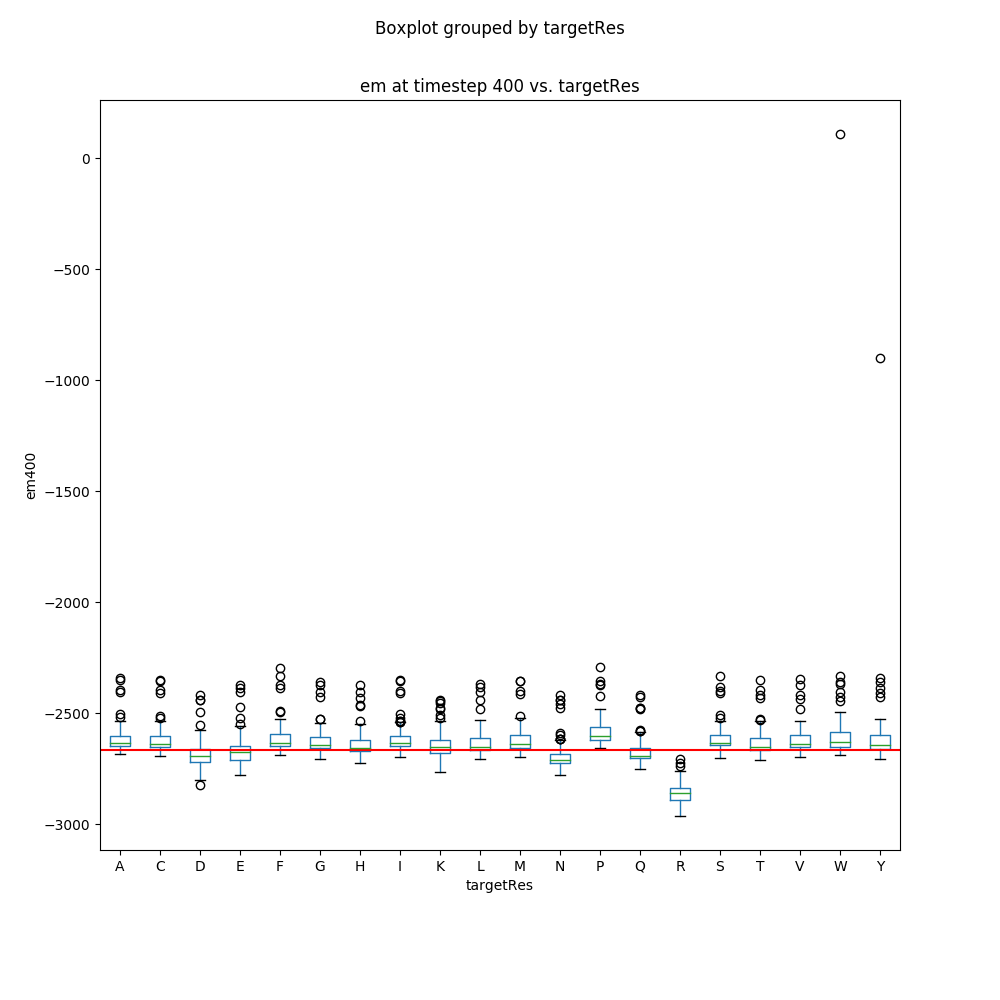 Boxplot grouped by targetRes
em at timestep 400 vs. targetRes
0
−500
−1000
−1500
−2000
−2500
−3000
em400
A C D E F G H I K L M N P Q R S T V W Y
targetRes